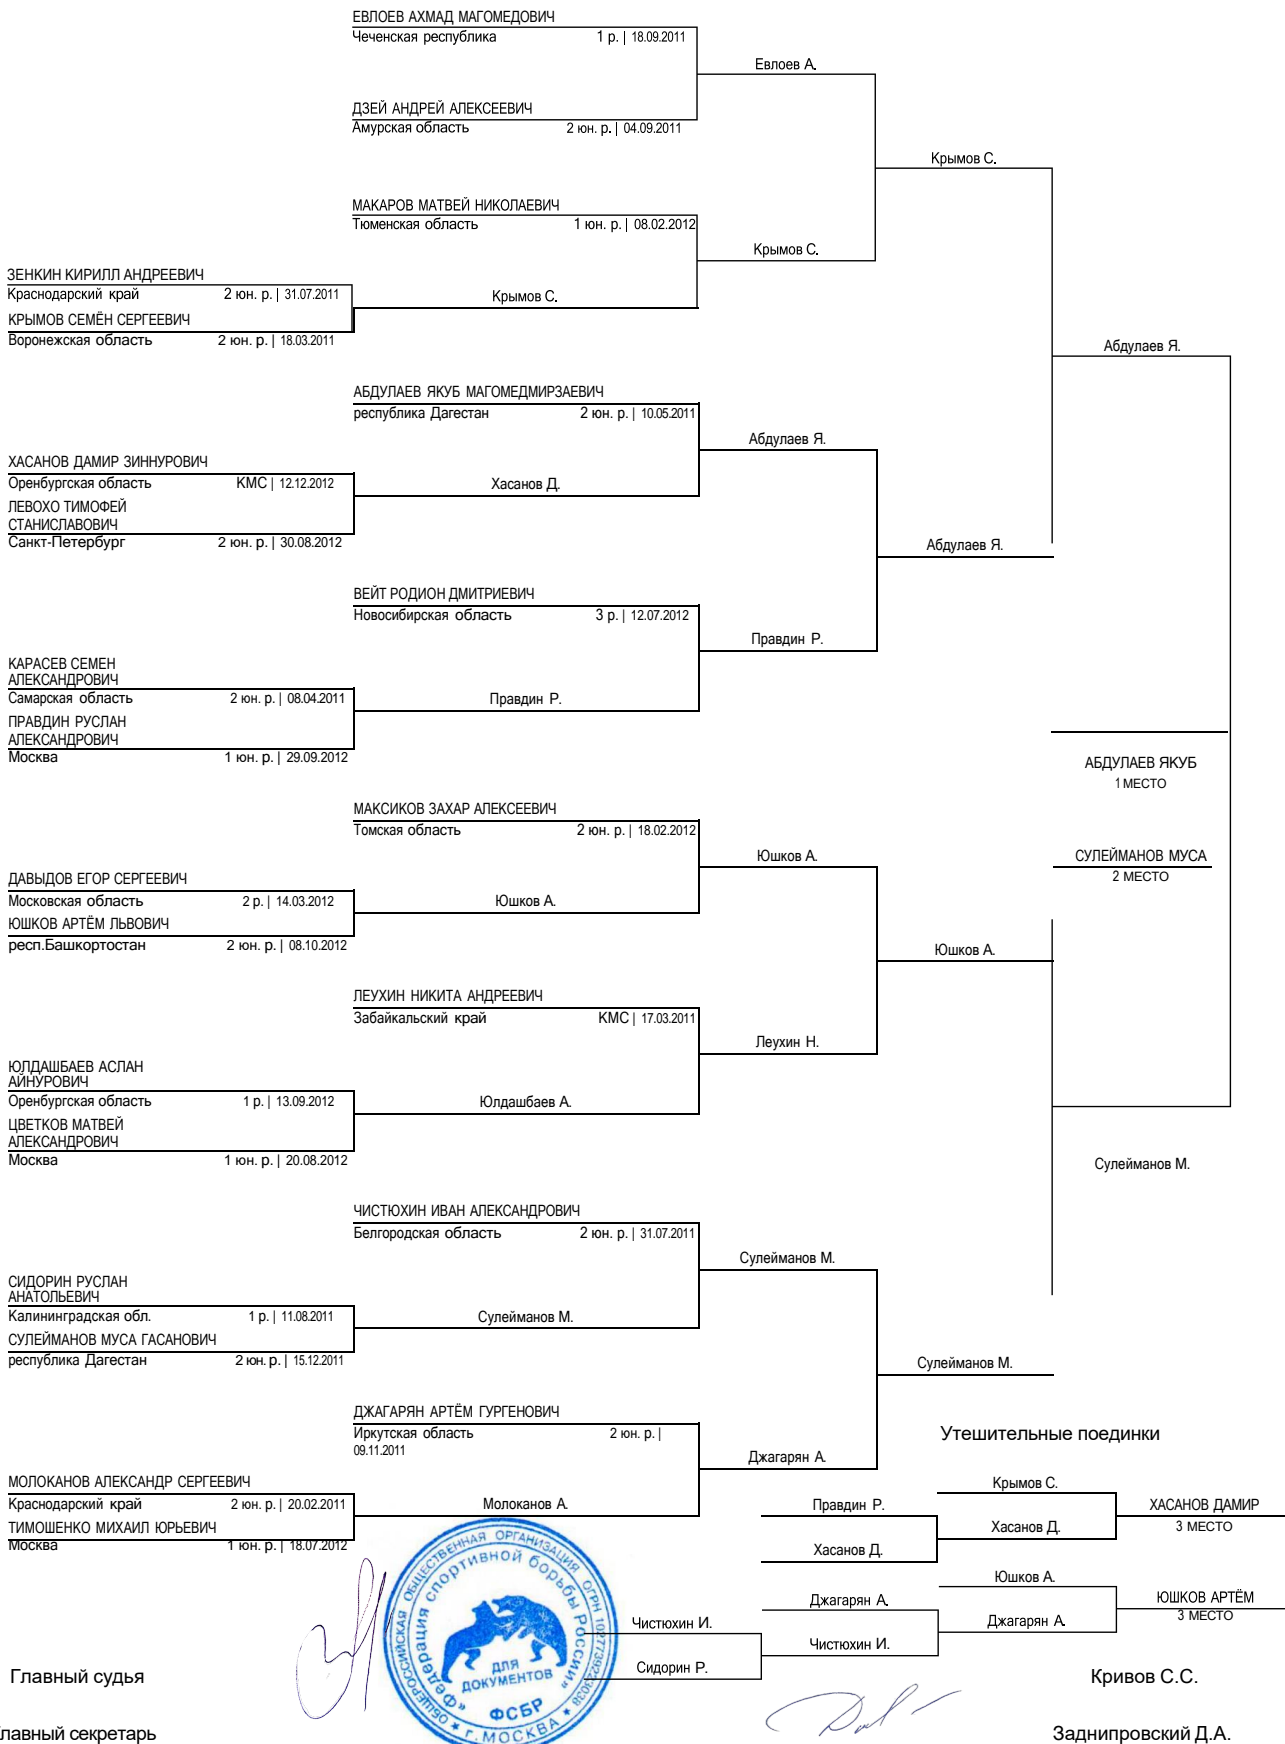 ЕВЛОЕВ АХМАД МАГОМЕДОВИЧ
Чеченская республика 1 р. | 18.09.2011
Евлоев А.
ДЗЕЙ АНДРЕЙ АЛЕКСЕЕВИЧ
Амурская область 2 юн. р. | 04.09.2011
Крымов С.
МАКАРОВ МАТВЕЙ НИКОЛАЕВИЧ
Тюменская область 1 юн. р. | 08.02.2012
Крымов С.
ЗЕНКИН КИРИЛЛ АНДРЕЕВИЧ
Краснодарский край 2 юн. р. | 31.07.2011
Крымов С.
КРЫМОВ СЕМЁН СЕРГЕЕВИЧ
Воронежская область 2 юн. р. | 18.03.2011
Абдулаев Я.
АБДУЛАЕВ ЯКУБ МАГОМЕДМИРЗАЕВИЧ
республика Дагестан 2 юн. р. | 10.05.2011
Абдулаев Я.
ХАСАНОВ ДАМИР ЗИННУРОВИЧ
Оренбургская область КМС | 12.12.2012
Хасанов Д.
ЛЕВОХО ТИМОФЕЙ
СТАНИСЛАВОВИЧ
Санкт-Петербург 2 юн. р. | 30.08.2012
Абдулаев Я.
ВЕЙТ РОДИОН ДМИТРИЕВИЧ
Новосибирская область 3 р. | 12.07.2012
Правдин Р.
КАРАСЕВ СЕМЕН
АЛЕКСАНДРОВИЧ
Самарская область 2 юн. р. | 08.04.2011
Правдин Р.
ПРАВДИН РУСЛАН
АЛЕКСАНДРОВИЧ
Москва 1 юн. р. | 29.09.2012
АБДУЛАЕВ ЯКУБ
1 МЕСТО
МАКСИКОВ ЗАХАР АЛЕКСЕЕВИЧ
Томская область 2 юн. р. | 18.02.2012
Юшков А.
СУЛЕЙМАНОВ МУСА
2 МЕСТО
ДАВЫДОВ ЕГОР СЕРГЕЕВИЧ
Московская область 2 р. | 14.03.2012
Юшков А.
ЮШКОВ АРТЁМ ЛЬВОВИЧ
респ.Башкортостан 2 юн. р. | 08.10.2012
Юшков А.
ЛЕУХИН НИКИТА АНДРЕЕВИЧ
Забайкальский край КМС | 17.03.2011
Леухин Н.
ЮЛДАШБАЕВ АСЛАН
АЙНУРОВИЧ
Оренбургская область 1 р. | 13.09.2012
Юлдашбаев А.
ЦВЕТКОВ МАТВЕЙ
АЛЕКСАНДРОВИЧ
Москва 1 юн. р. | 20.08.2012
Сулейманов М.
ЧИСТЮХИН ИВАН АЛЕКСАНДРОВИЧ
Белгородская область 2 юн. р. | 31.07.2011
Сулейманов М.
СИДОРИН РУСЛАН
АНАТОЛЬЕВИЧ
Калининградская обл. 1 р. | 11.08.2011
Сулейманов М.
СУЛЕЙМАНОВ МУСА ГАСАНОВИЧ
республика Дагестан 2 юн. р. | 15.12.2011
Сулейманов М.
ДЖАГАРЯН АРТЁМ ГУРГЕНОВИЧ
Иркутская область 2 юн. р. |
09.11.2011
Утешительные поединки
Джагарян А.
МОЛОКАНОВ АЛЕКСАНДР СЕРГЕЕВИЧ
Краснодарский край 2 юн. р. | 20.02.2011
Молоканов А.
ТИМОШЕНКО МИХАИЛ ЮРЬЕВИЧ
Москва 1 юн. р. | 18.07.2012
Крымов С.
Правдин Р.
ХАСАНОВ ДАМИР
3 МЕСТО
Хасанов Д.
Хасанов Д.
Юшков А.
Джагарян А.
ЮШКОВ АРТЁМ
3 МЕСТО
Чистюхин И.
Джагарян А.
Чистюхин И.
Сидорин Р.
ОБЩЕРОССИЙСКАЯ ОБЩЕСТВЕННАЯ ОРГАНИЗАЦИЯ
«Федерация спортивной борьбы России»
ДЛЯ
ДОКУМЕНТОВ
ФСБР
г. МОСКВА
Главный судья Кривов С.С.
лавный секретарь Заднипровский Д.А.